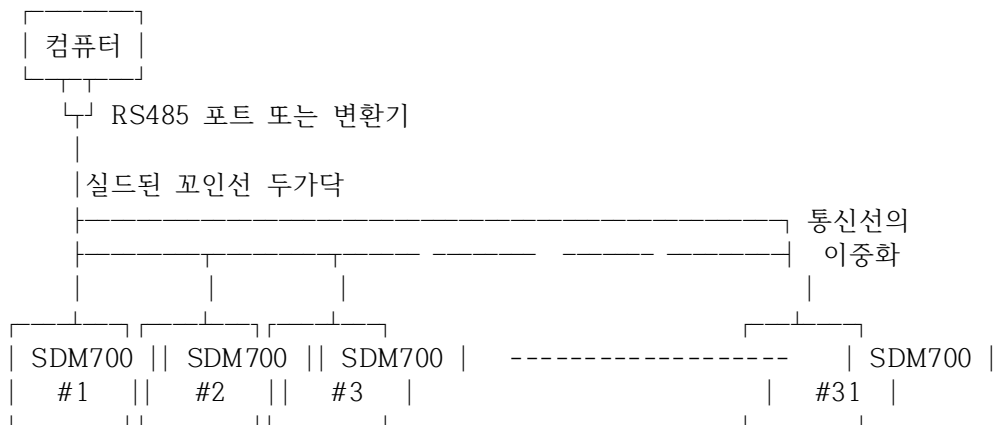 컴퓨터
RS485 포트 또는 변환기
실드된 꼬인선 두가닥
통신선의
이중화
SDM700 SDM700 SDM700 ------------------- SDM700
#1 #2 #3 #31